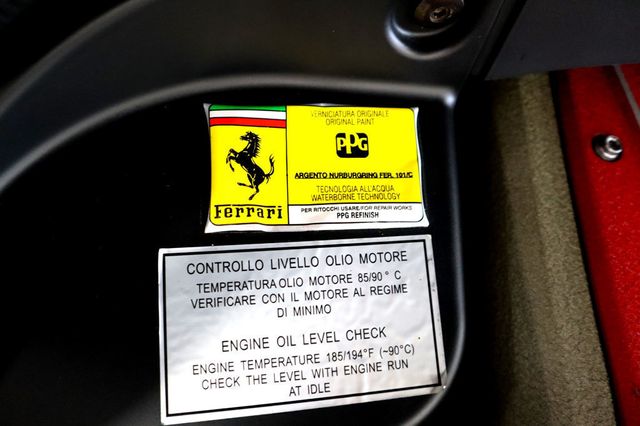 VERNICIATURA ORIGINALE
ORIGINAL PAINT
PPG
ARGENTO NURBURGRING FER. 101/C
TECNOLOGIA ALL'ACQUA
WATERBORNE TECHNOLOGY
Ferrari
PER RITOCCHI USARE/FOR REPAIR WORKS
PPG REFINISH
CONTROLLO LIVELLO OLIO MOTORE
TEMPERATURA OLIO MOTORE 85/90° C
VERIFICARE CON IL MOTORE AL REGIME
DI MINIMO
ENGINE OIL LEVEL CHECK
ENGINE TEMPERATURE 185/194°F (~90°C)
CHECK THE LEVEL WITH ENGINE RUN
AT IDLE